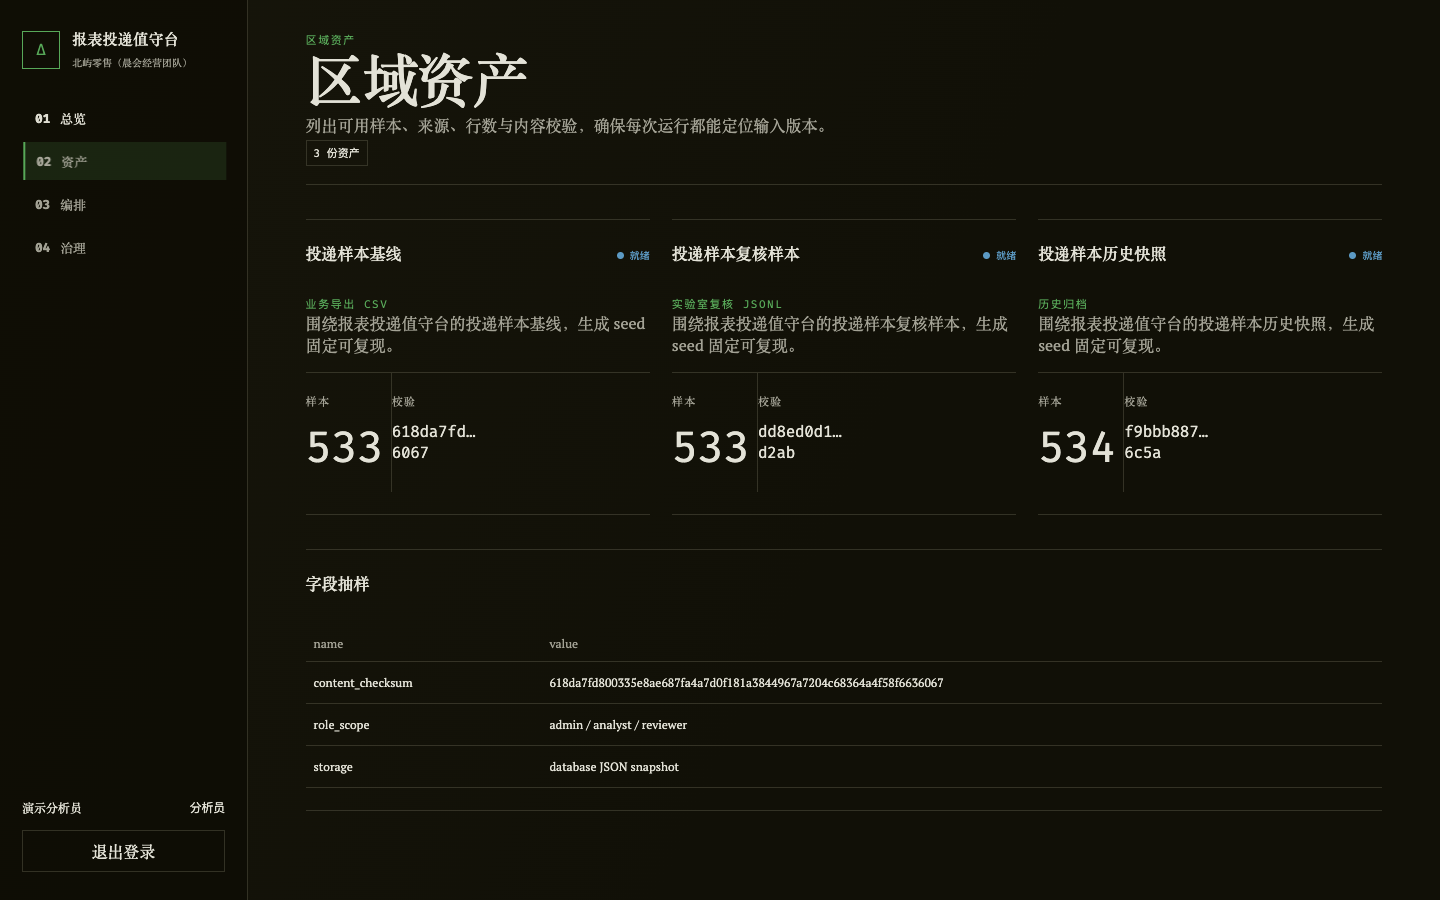 Δ
报表投递值守台
北屿零售（晨会经营团队）
01 总览
02 资产
03 编排
04 治理
演示分析员 分析员
退出登录
区域资产
区域资产
列出可用样本、来源、行数与内容校验，确保每次运行都能定位输入版本。
3 份资产
投递样本基线 就绪
业务导出 CSV
围绕报表投递值守台的投递样本基线，生成 seed
固定可复现。
样本 校验
533 618da7fd…
6067
投递样本复核样本 就绪
实验室复核 JSONL
围绕报表投递值守台的投递样本复核样本，生成
seed 固定可复现。
样本 校验
533 dd8ed0d1…
d2ab
投递样本历史快照 就绪
历史归档
围绕报表投递值守台的投递样本历史快照，生成
seed 固定可复现。
样本 校验
534 f9bbb887…
6c5a
字段抽样
name value
content_checksum 618da7fd800335e8ae687fa4a7d0f181a3844967a7204c68364a4f58f6636067
role_scope admin / analyst / reviewer
storage database JSON snapshot